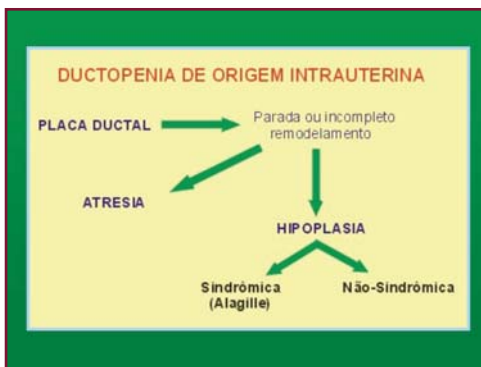 DUCTOPENIA DE ORIGEM INTRAUTERINA
PLACA DUCTAL
Parada ou incompleto
remodelamento
ATRESIA
HIPOPLASIA
Sindrômica
(Alagille)
Não-Sindrômica